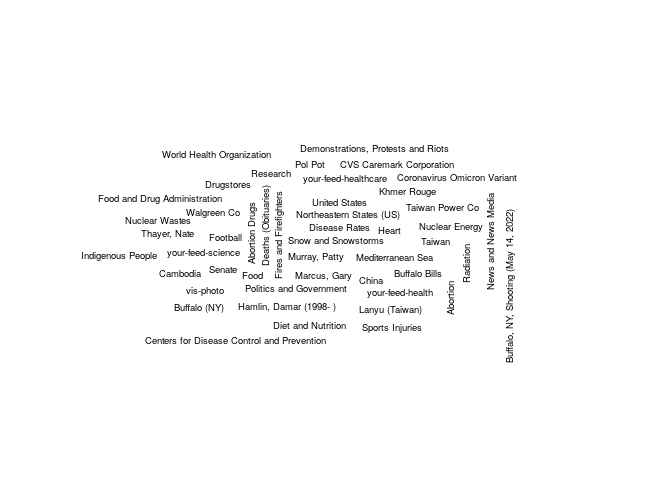 Demonstrations, Protests and Riots
World Health Organization
Pol Pot
CVS Caremark Corporation
Research
your-feed-healthcare
Coronavirus Omicron Variant
Drugstores
Khmer Rouge
Food and Drug Administration
United States
Taiwan Power Co
Walgreen Co
Northeastern States (US)
Nuclear Wastes
Disease Rates
Heart
Nuclear Energy
Thayer, Nate
Football
Abortion Drugs
Deaths (Obituaries)
Fires and Firefighters
Snow and Snowstorms
Taiwan
Radiation
News and News Media
Buffalo, NY, Shooting (May 14, 2022)
Indigenous People
your-feed-science
Murray, Patty
Mediterranean Sea
Cambodia
Senate
Food
Marcus, Gary
China
Buffalo Bills
vis-photo
Politics and Government
your-feed-health
Abortion
Buffalo (NY)
Hamlin, Damar (1998- )
Lanyu (Taiwan)
Diet and Nutrition
Sports Injuries
Centers for Disease Control and Prevention